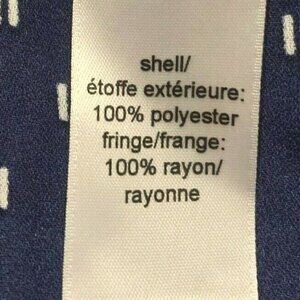 shell/
étoffe extérieure:
100% polyester
fringe/frange:
100% rayon/
rayonne